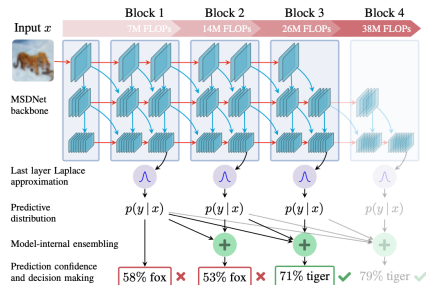 Block 1 Block 2 Block 3 Block 4
Input x 7M FLOPs 14M FLOPs 26M FLOPs 38M FLOPs
MSDNet
backbone
Last layer Laplace
approximation
Predictive
distribution
p(y | x) p(y | x) p(y | x) p(y | x)
Model-internal ensembling + + +
Prediction confidence
and decision making
58% fox ✗ 53% fox ✗ 71% tiger ✓ 79% tiger ✓